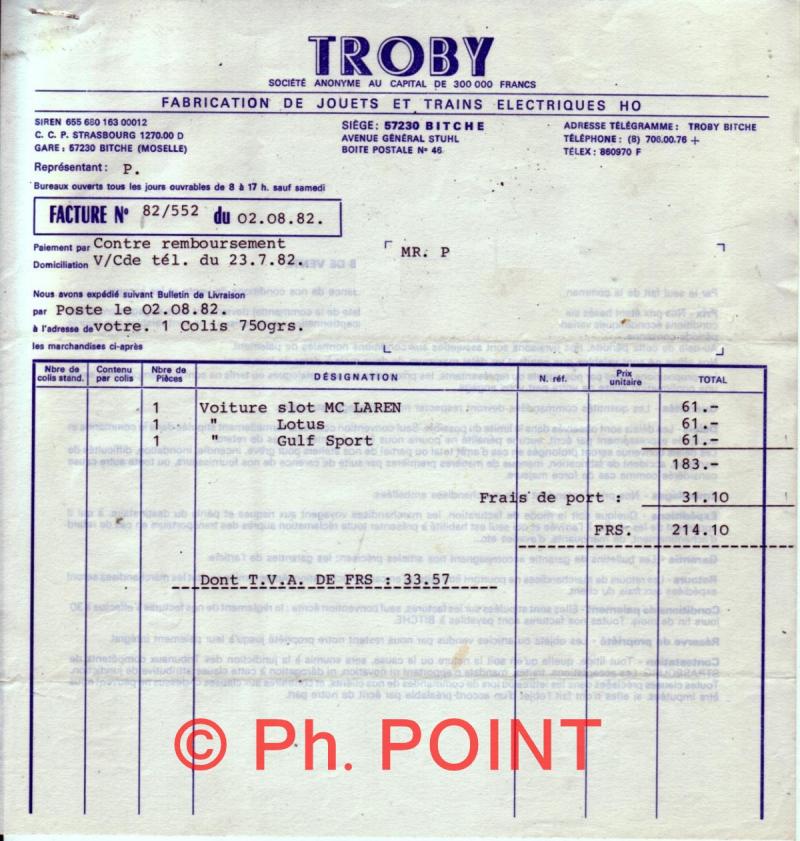 TROBY
SOCIÉTÉ ANONYME AU CAPITAL DE 300 000 FRANCS
FABRICATION DE JOUETS ET TRAINS ELECTRIQUES HO
SIREN 655 680 163 00012
C. C. P. STRASBOURG 1270.00 D
GARE : 57230 BITCHE (MOSELLE)
SIÈGE : 57230 BITCHE
AVENUE GÉNÉRAL STUHL
BOITE POSTALE N° 46
ADRESSE TÉLÉGRAMME : TROBY BITCHE
TÉLÉPHONE : (8) 706.00.76 +
TÉLEX : 860970 F
Représentant : P.
Bureaux ouverts tous les jours ouvrables de 8 à 17 h. sauf samedi
FACTURE N° 82/552 du 02.08.82.
Paiement par Contre remboursement
Domiciliation V/Cde tél. du 23.7.82.
MR. P
Nous avons expédié suivant Bulletin de Livraison
par Poste le 02.08.82.
à l'adresse de votre. 1 Colis 750grs.
les marchandises ci-après
Nbre de colis stand. Contenu par colis Nbre de Pièces DÉSIGNATION N. réf. Prix unitaire TOTAL
1 Voiture slot MC LAREN 61.-
1 " Lotus 61.-
1 " Gulf Sport 61.-
183.-
Frais de port : 31.10
FRS. 214.10
Dont T.V.A. DE FRS : 33.57
© Ph. POINT